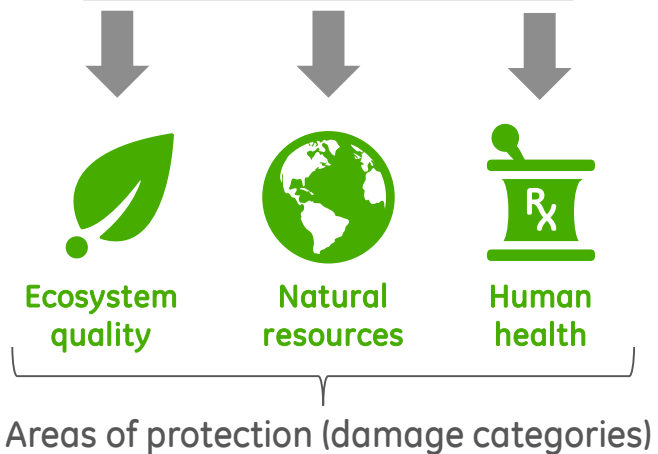 Rx
Ecosystem
quality
Natural
resources
Human
health
Areas of protection (damage categories)